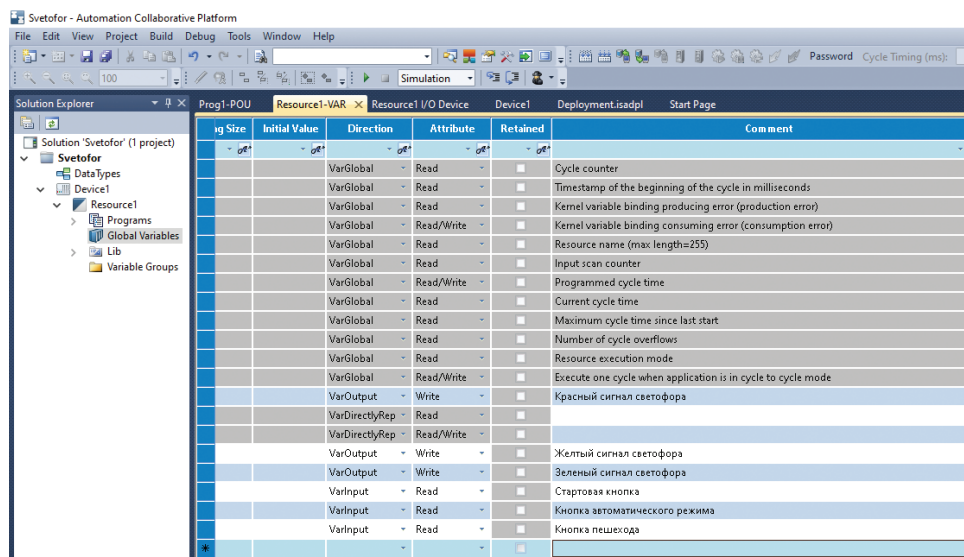 Svetofor - Automation Collaborative Platform
File Edit View Project Build Debug Tools Window Help
Password Cycle Timing (ms):
100 Simulation
Solution Explorer
Prog1-POU Resource1-VAR Resource1 I/O Device Device1 Deployment.isadpl Start Page
Solution 'Svetofor' (1 project)
Svetofor
DataTypes
Device1
Resource1
Programs
Global Variables
Lib
Variable Groups
ng Size Initial Value Direction Attribute Retained Comment
VarGlobal Read Cycle counter
VarGlobal Read Timestamp of the beginning of the cycle in milliseconds
VarGlobal Read Kernel variable binding producing error (production error)
VarGlobal Read/Write Kernel variable binding consuming error (consumption error)
VarGlobal Read Resource name (max length=255)
VarGlobal Read Input scan counter
VarGlobal Read/Write Programmed cycle time
VarGlobal Read Current cycle time
VarGlobal Read Maximum cycle time since last start
VarGlobal Read Number of cycle overflows
VarGlobal Read Resource execution mode
VarGlobal Read/Write Execute one cycle when application is in cycle to cycle mode
VarOutput Write Красный сигнал светофора
VarDirectlyRep Read
VarDirectlyRep Read/Write
VarOutput Write Желтый сигнал светофора
VarOutput Write Зеленый сигнал светофора
VarInput Read Стартовая кнопка
VarInput Read Кнопка автоматического режима
VarInput Read Кнопка пешехода